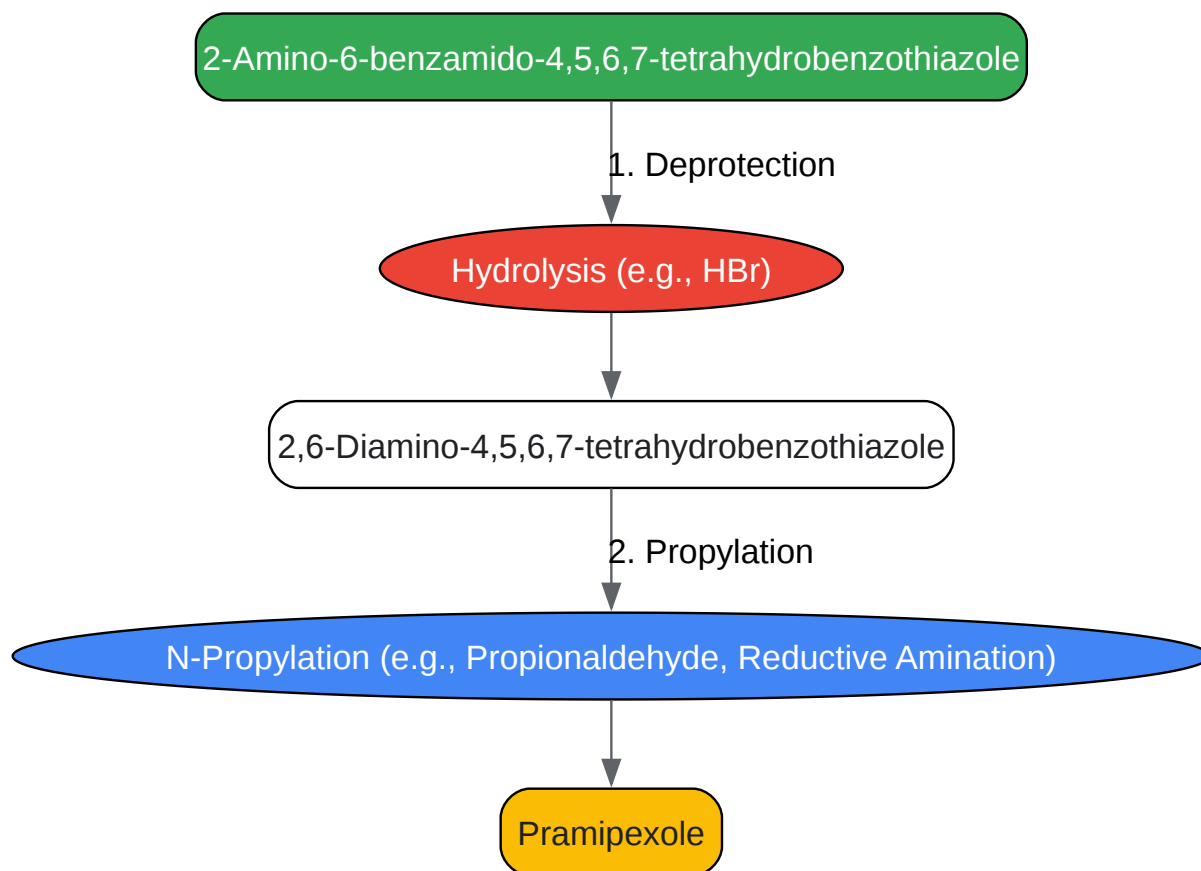 2-Amino-6-benzamido-4,5,6,7-tetrahydrobenzothiazole
1. Deprotection
Hydrolysis (e.g., HBr)
2,6-Diamino-4,5,6,7-tetrahydrobenzothiazole
2. Propylation
N-Propylation (e.g., Propionaldehyde, Reductive Amination)
Pramipexole